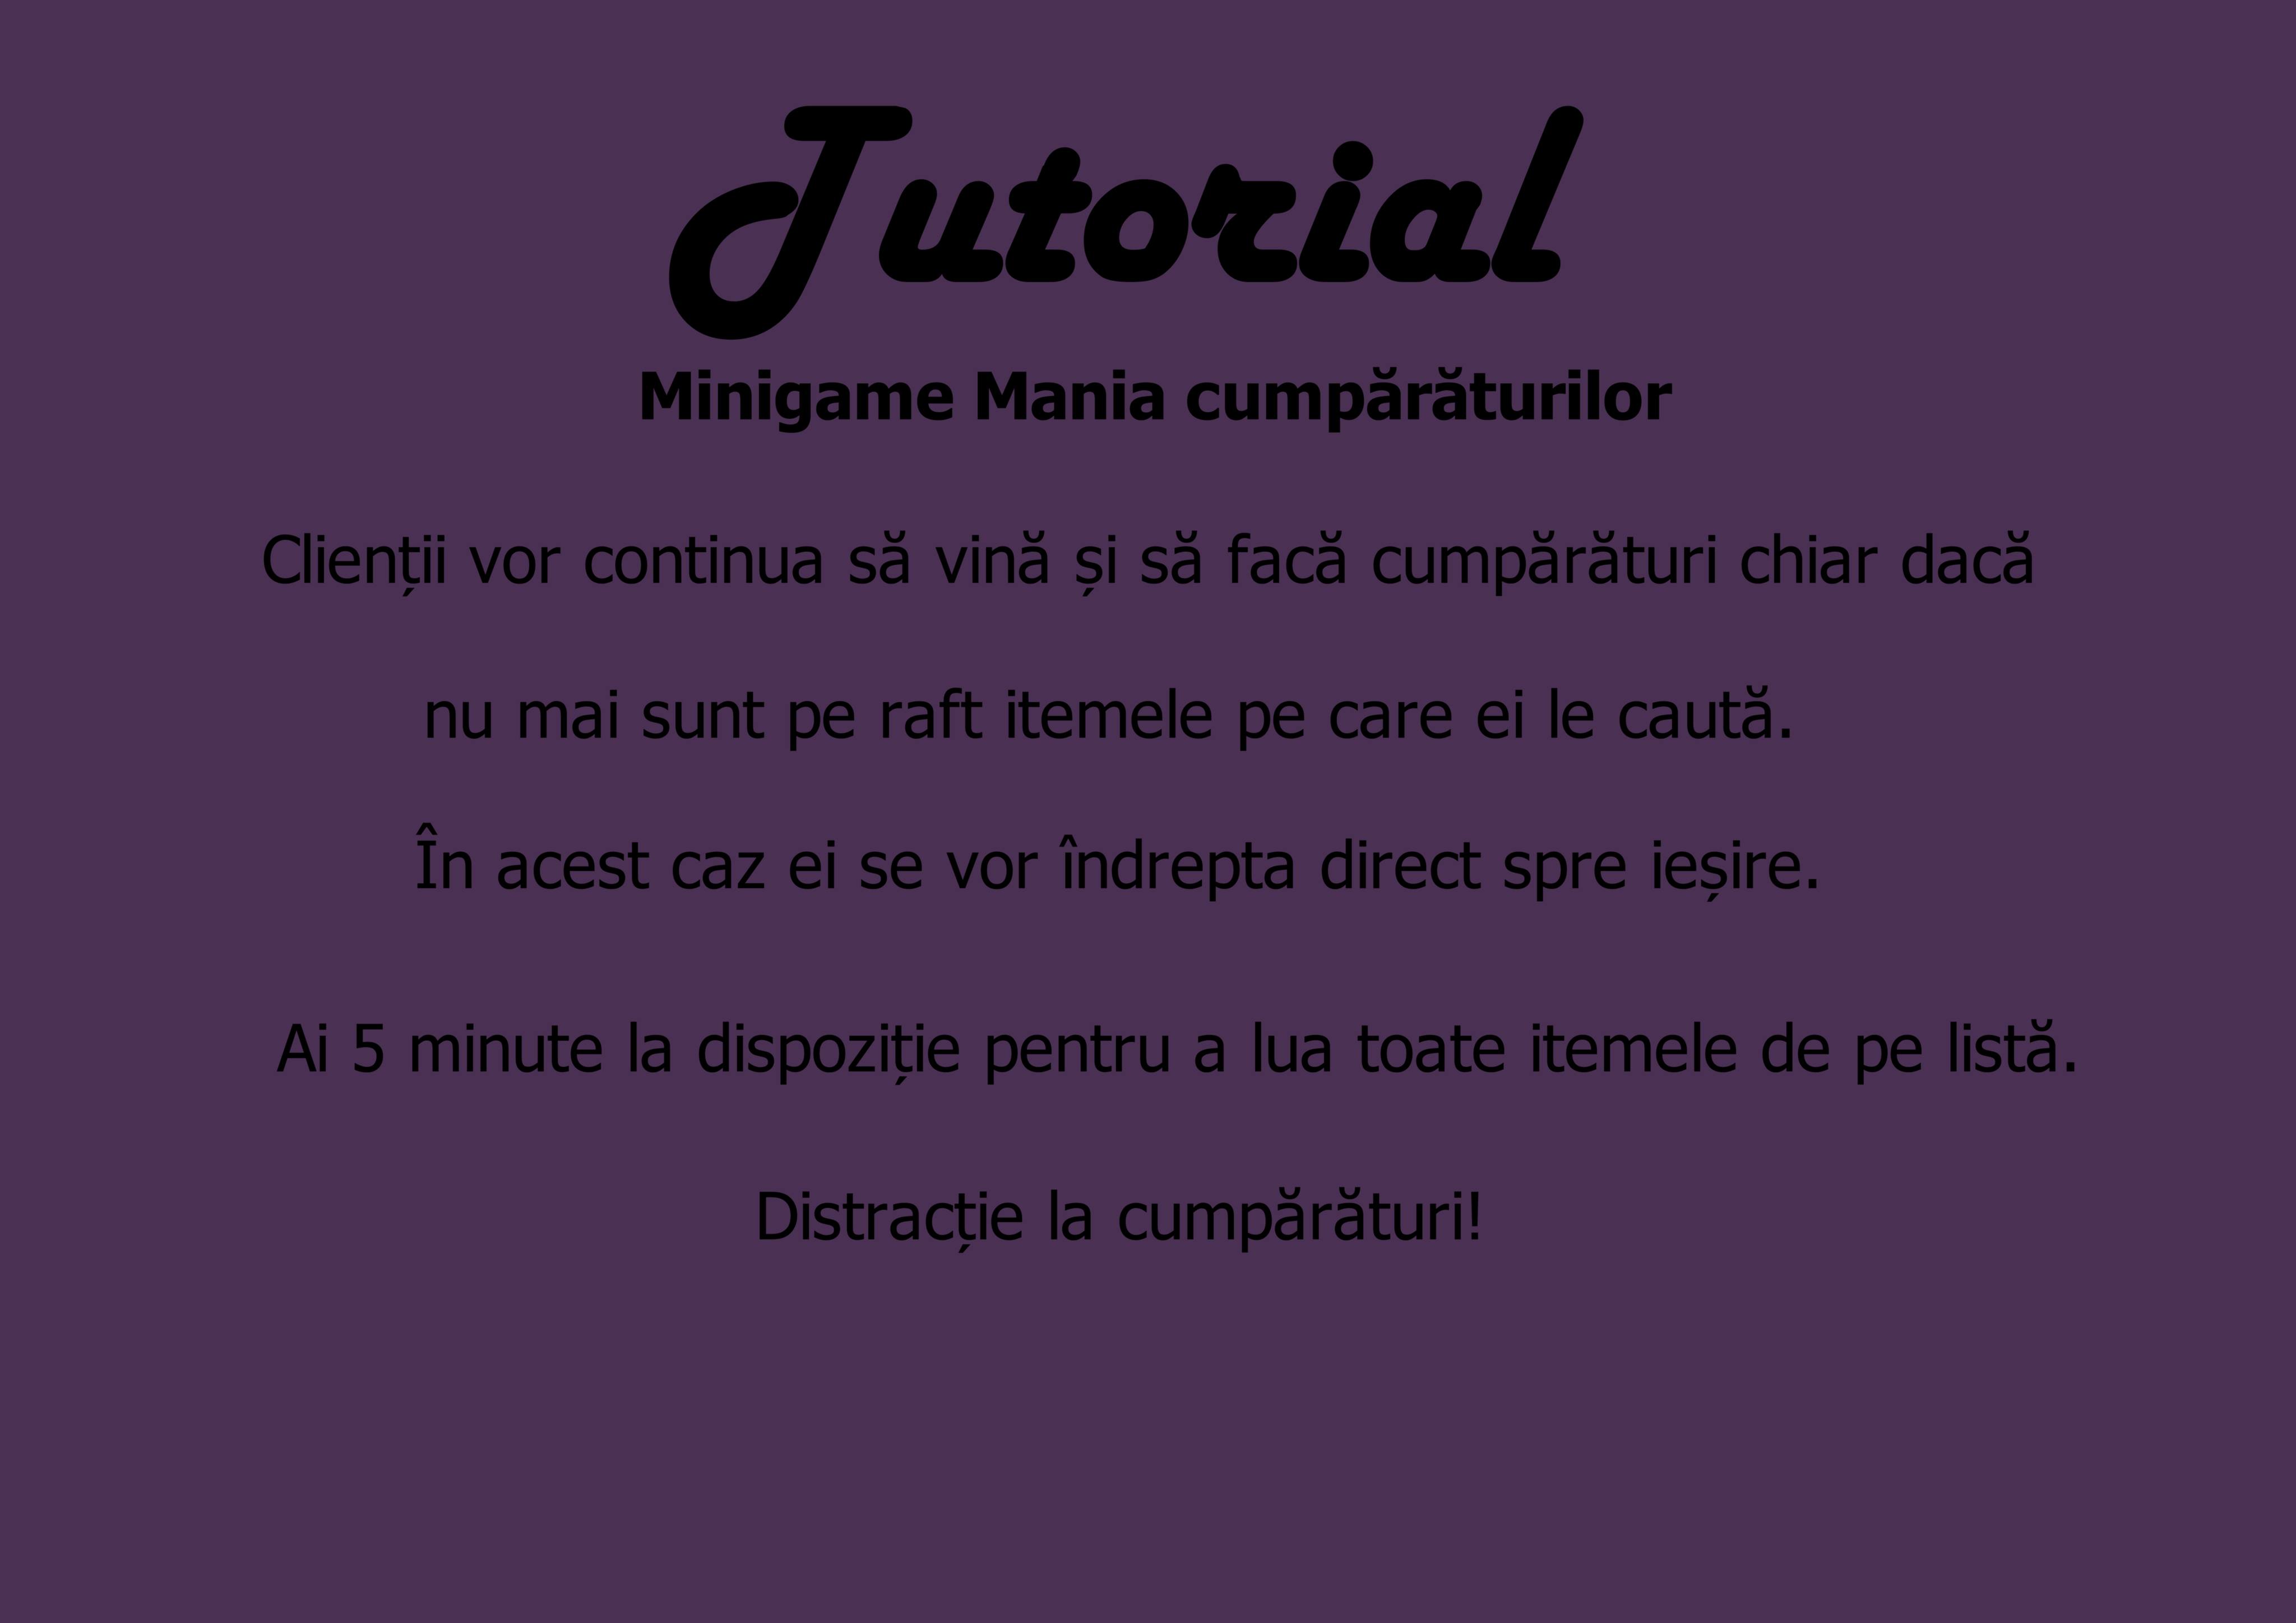 Tutorial
Minigame Mania cumpărăturilor
Clienții vor continua să vină și să facă cumpărături chiar dacă
nu mai sunt pe raft itemele pe care ei le caută.
În acest caz ei se vor îndrepta direct spre ieșire.
Ai 5 minute la dispoziție pentru a lua toate itemele de pe listă.
Distracție la cumpărături!